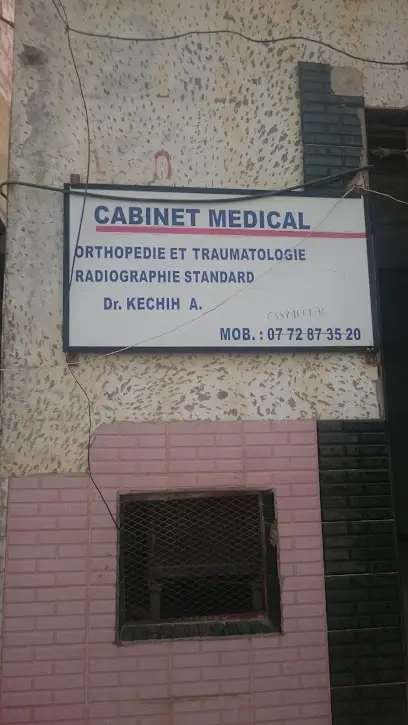 CABINET MEDICAL
ORTHOPEDIE ET TRAUMATOLOGIE
RADIOGRAPHIE STANDARD
Dr. KECHIH A.
MOB. : 07 72 87 35 20